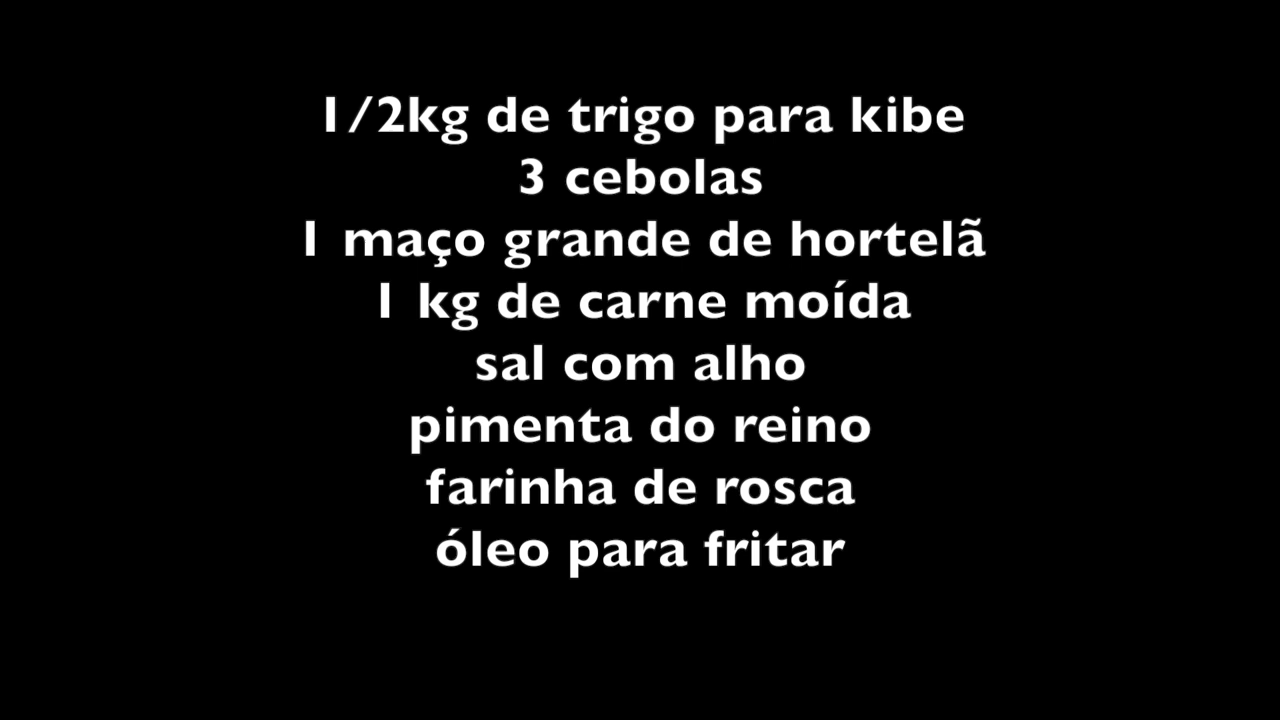 1/2kg de trigo para kibe
3 cebolas
1 maço grande de hortelã
1 kg de carne moída
sal com alho
pimenta do reino
farinha de rosca
óleo para fritar